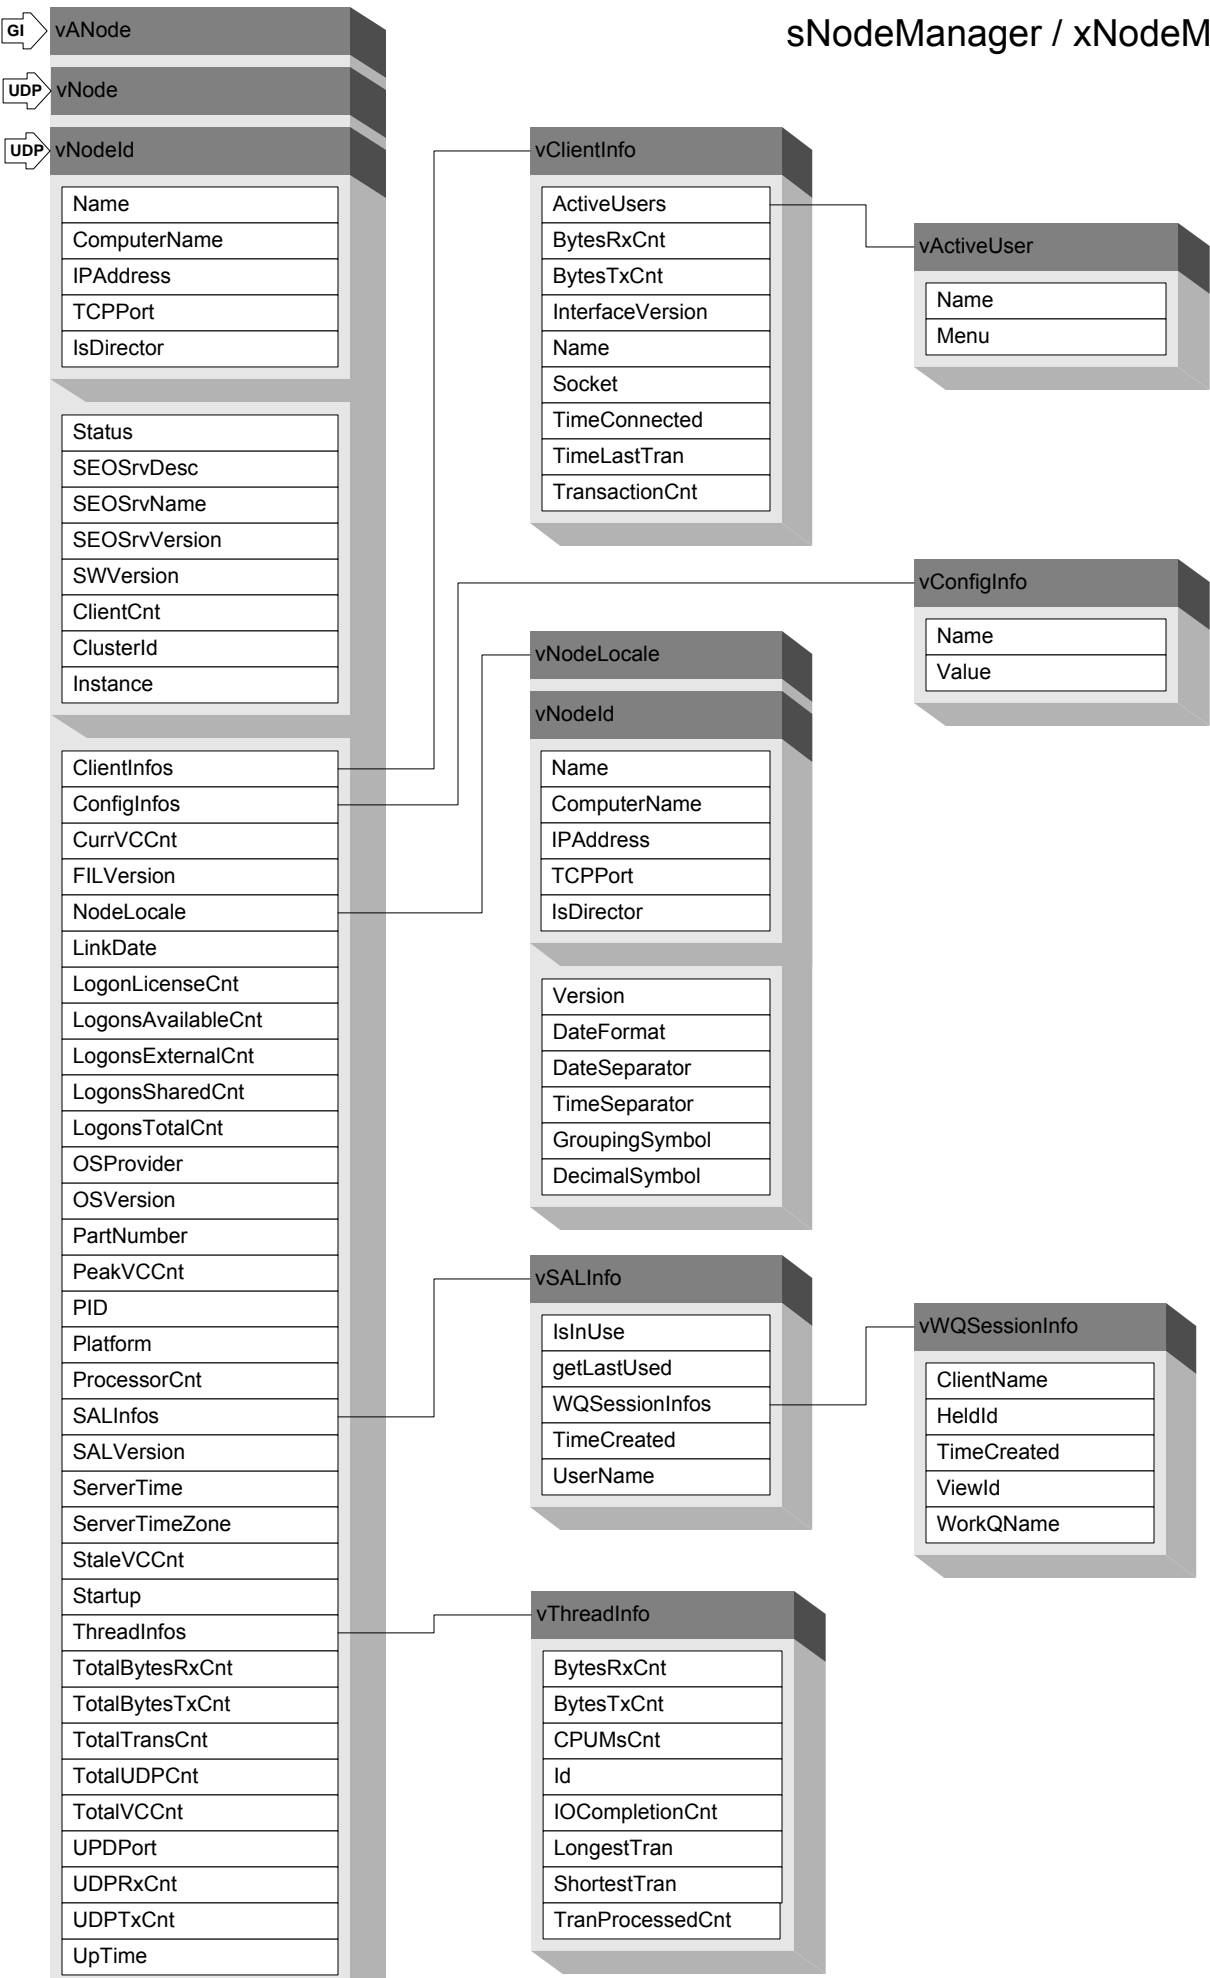 sNodeManager / xNodeM
GI
vANode
UDP
vNode
UDP
vNodeId
Name
ComputerName
IPAddress
TCPPort
IsDirector
Status
SEOSrvDesc
SEOSrvName
SEOSrvVersion
SWVersion
ClientCnt
ClusterId
Instance
ClientInfos
ConfigInfos
CurrVCCnt
FILVersion
NodeLocale
LinkDate
LogonLicenseCnt
LogonsAvailableCnt
LogonsExternalCnt
LogonsSharedCnt
LogonsTotalCnt
OSProvider
OSVersion
PartNumber
PeakVCCnt
PID
Platform
ProcessorCnt
SALInfos
SALVersion
ServerTime
ServerTimeZone
StaleVCCnt
Startup
ThreadInfos
TotalBytesRxCnt
TotalBytesTxCnt
TotalTransCnt
TotalUDPCnt
TotalVCCnt
UPDPort
UDPRxCnt
UDPTxCnt
UpTime
vClientInfo
ActiveUsers
BytesRxCnt
BytesTxCnt
InterfaceVersion
Name
Socket
TimeConnected
TimeLastTran
TransactionCnt
vActiveUser
Name
Menu
vConfigInfo
Name
Value
vNodeLocale
vNodeId
Name
ComputerName
IPAddress
TCPPort
IsDirector
Version
DateFormat
DateSeparator
TimeSeparator
GroupingSymbol
DecimalSymbol
vSALInfo
IsInUse
getLastUsed
WQSessionInfos
TimeCreated
UserName
vWQSessionInfo
ClientName
HeldId
TimeCreated
ViewId
WorkQName
vThreadInfo
BytesRxCnt
BytesTxCnt
CPUMsCnt
Id
IOCompletionCnt
LongestTran
ShortestTran
TranProcessedCnt